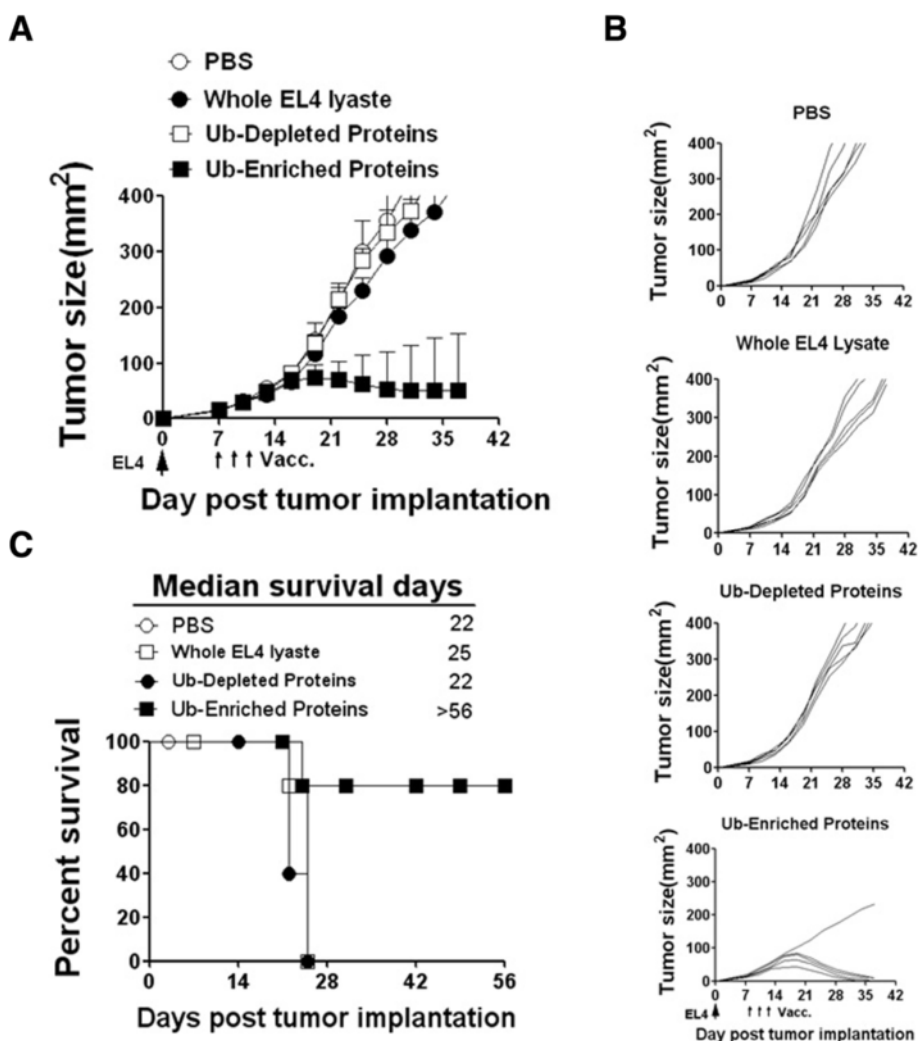 A
PBS
Whole EL4 lyaste
Ub-Depleted Proteins
Ub-Enriched Proteins
Tumor size(mm2)
400
300
200
100
0
0 7 14 21 28 35 42
EL4
Vacc.
Day post tumor implantation
B
PBS
Tumor size(mm2)
400
300
200
100
0
0 7 14 21 28 35 42
Whole EL4 Lysate
Tumor size(mm2)
400
300
200
100
0
0 7 14 21 28 35 42
Ub-Depleted Proteins
Tumor size(mm2)
400
300
200
100
0
0 7 14 21 28 35 42
Ub-Enriched Proteins
Tumor size(mm2)
400
300
200
100
0
0 7 14 21 28 35 42
EL4
Vacc.
Day post tumor implantation
C
Median survival days
PBS 22
Whole EL4 lyaste 25
Ub-Depleted Proteins 22
Ub-Enriched Proteins >56
Percent survival
100
80
60
40
20
0
0 14 28 42 56
Days post tumor implantation